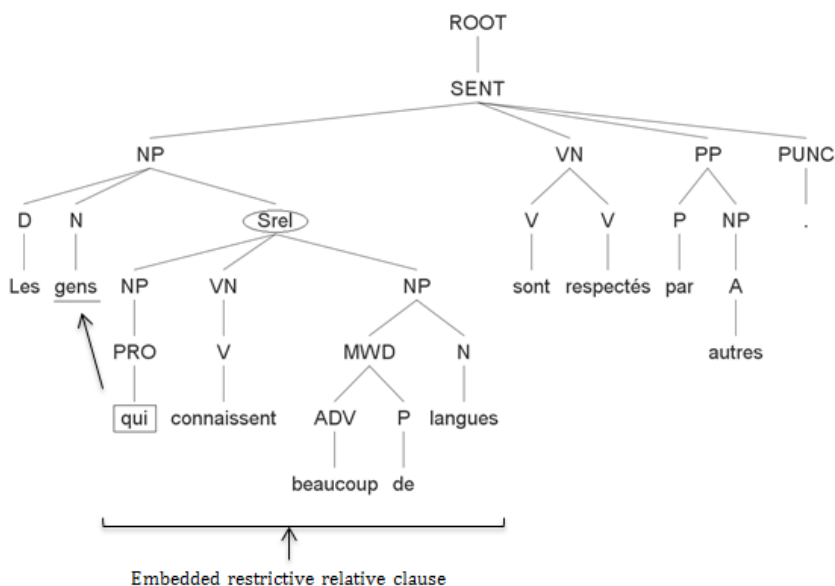 ROOT
SENT
NP VN PP PUNC
D N Srel V V P NP .
Les gens NP VN NP sont respectés par A
PRO V MWD N autres
qui connaissent ADV P langues
beaucoup de
Embedded restrictive relative clause